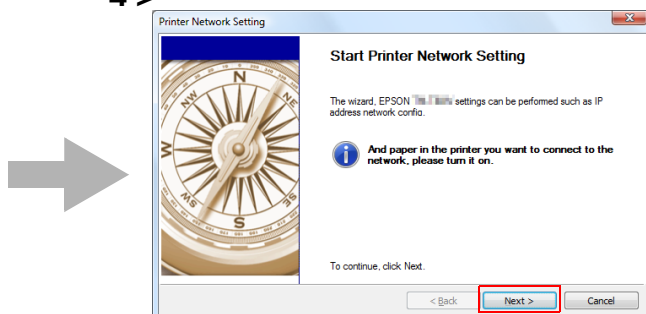 Printer Network Setting
Start Printer Network Setting
The wizard, EPSON settings can be performed such as IP
address network config.
And paper in the printer you want to connect to the
network, please turn it on.
To continue, click Next.
< Back
Next >
Cancel
N
NE
E
SE
S
SW